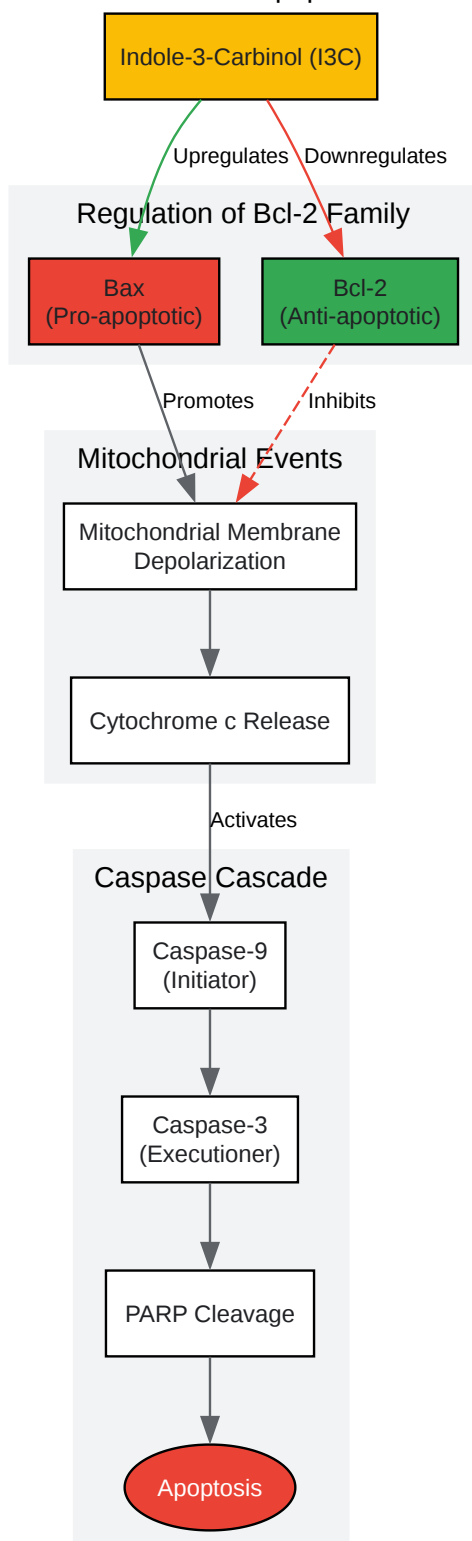 Indole-3-Carbinol (I3C)
Upregulates
Downregulates
Regulation of Bcl-2 Family
Bax
(Pro-apoptotic)
Bcl-2
(Anti-apoptotic)
Promotes
Inhibits
Mitochondrial Events
Mitochondrial Membrane
Depolarization
Cytochrome c Release
Activates
Caspase Cascade
Caspase-9
(Initiator)
Caspase-3
(Executioner)
PARP Cleavage
Apoptosis